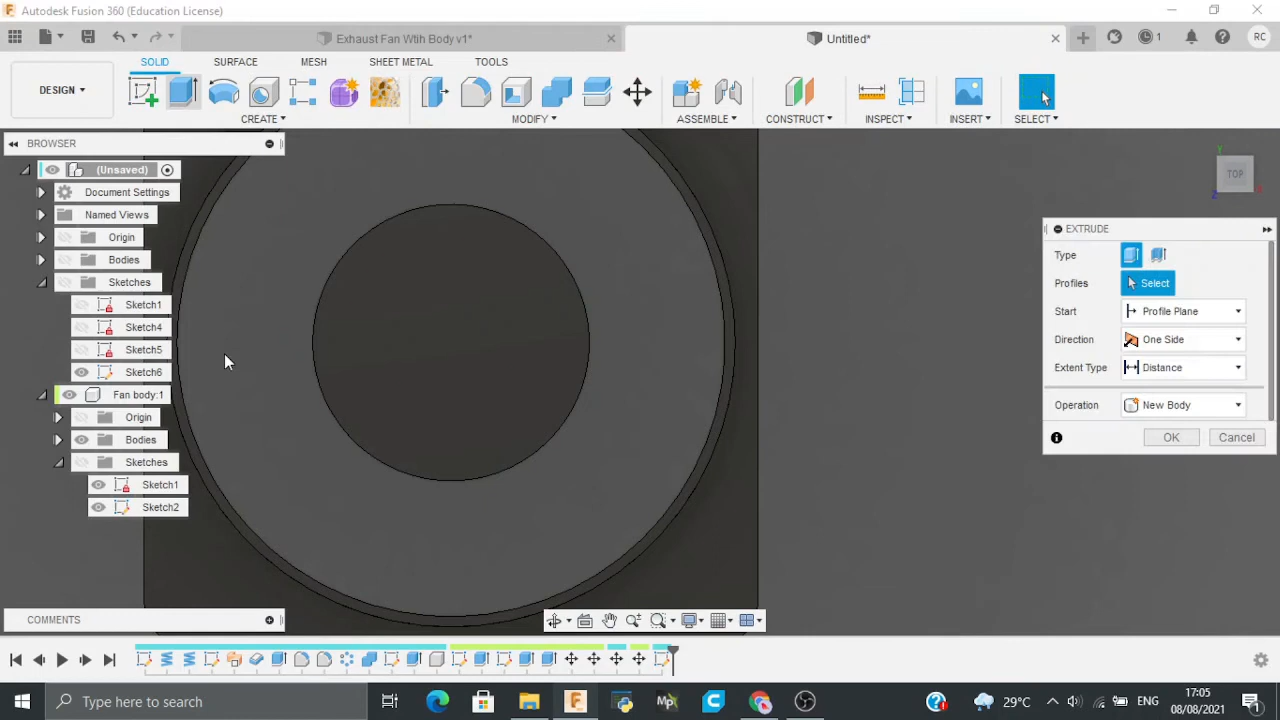 Autodesk Fusion 360 (Education License)
Exhaust Fan Wtih Body v1*
Untitled*
1
RC
SOLID
SURFACE
MESH
SHEET METAL
TOOLS
DESIGN
CREATE
MODIFY
ASSEMBLE
CONSTRUCT
INSPECT
INSERT
SELECT
BROWSER
(Unsaved)
Document Settings
Named Views
Origin
Bodies
Sketches
Sketch1
Sketch4
Sketch5
Sketch6
Fan body:1
Origin
Bodies
Sketches
Sketch1
Sketch2
Y
TOP
X
Z
EXTRUDE
Type
Profiles Select
Start Profile Plane
Direction One Side
Extent Type Distance
Operation New Body
OK Cancel
COMMENTS
Type here to search
29°C
ENG
17:05
08/08/2021
1